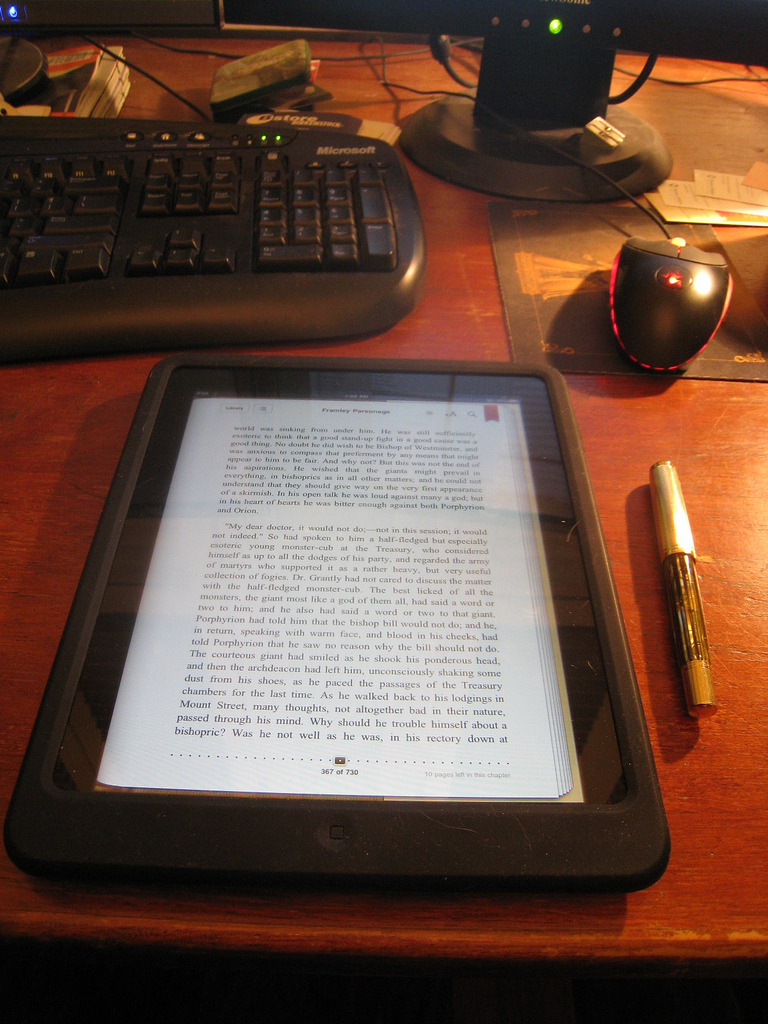 store
Microsoft
Library
Framley Parsonage
AA
world was sinking from under him. He was still sufficiently
esoteric to think that a good stand-up fight in a good cause was a
good thing. No doubt he did wish to be Bishop of Westminster, and
was anxious to compass that preferment by any means that might
appear to him to be fair. And why not? But this was not the end of
his aspirations. He wished that the giants might prevail in
everything, in bishoprics as in all other matters; and he could not
understand that they should give way on the very first appearance
of a skirmish. In his open talk he was loud against many a god; but
in his heart of hearts he was bitter enough against both Porphyrion
and Orion.
"My dear doctor, it would not do;—not in this session; it would
not indeed." So had spoken to him a half-fledged but especially
esoteric young monster-cub at the Treasury, who considered
himself as up to all the dodges of his party, and regarded the army
of martyrs who supported it as a rather heavy, but very useful
collection of fogies. Dr. Grantly had not cared to discuss the matter
with the half-fledged monster-cub. The best licked of all the
monsters, the giant most like a god of them all, had said a word or
two to him; and he also had said a word or two to that giant.
Porphyrion had told him that the bishop bill would not do; and he,
in return, speaking with warm face, and blood in his cheeks, had
told Porphyrion that he saw no reason why the bill should not do.
The courteous giant had smiled as he shook his ponderous head,
and then the archdeacon had left him, unconsciously shaking some
dust from his shoes, as he paced the passages of the Treasury
chambers for the last time. As he walked back to his lodgings in
Mount Street, many thoughts, not altogether bad in their nature,
passed through his mind. Why should he trouble himself about a
bishopric? Was he not well as he was, in his rectory down at
367 of 730
10 pages left in this chapter